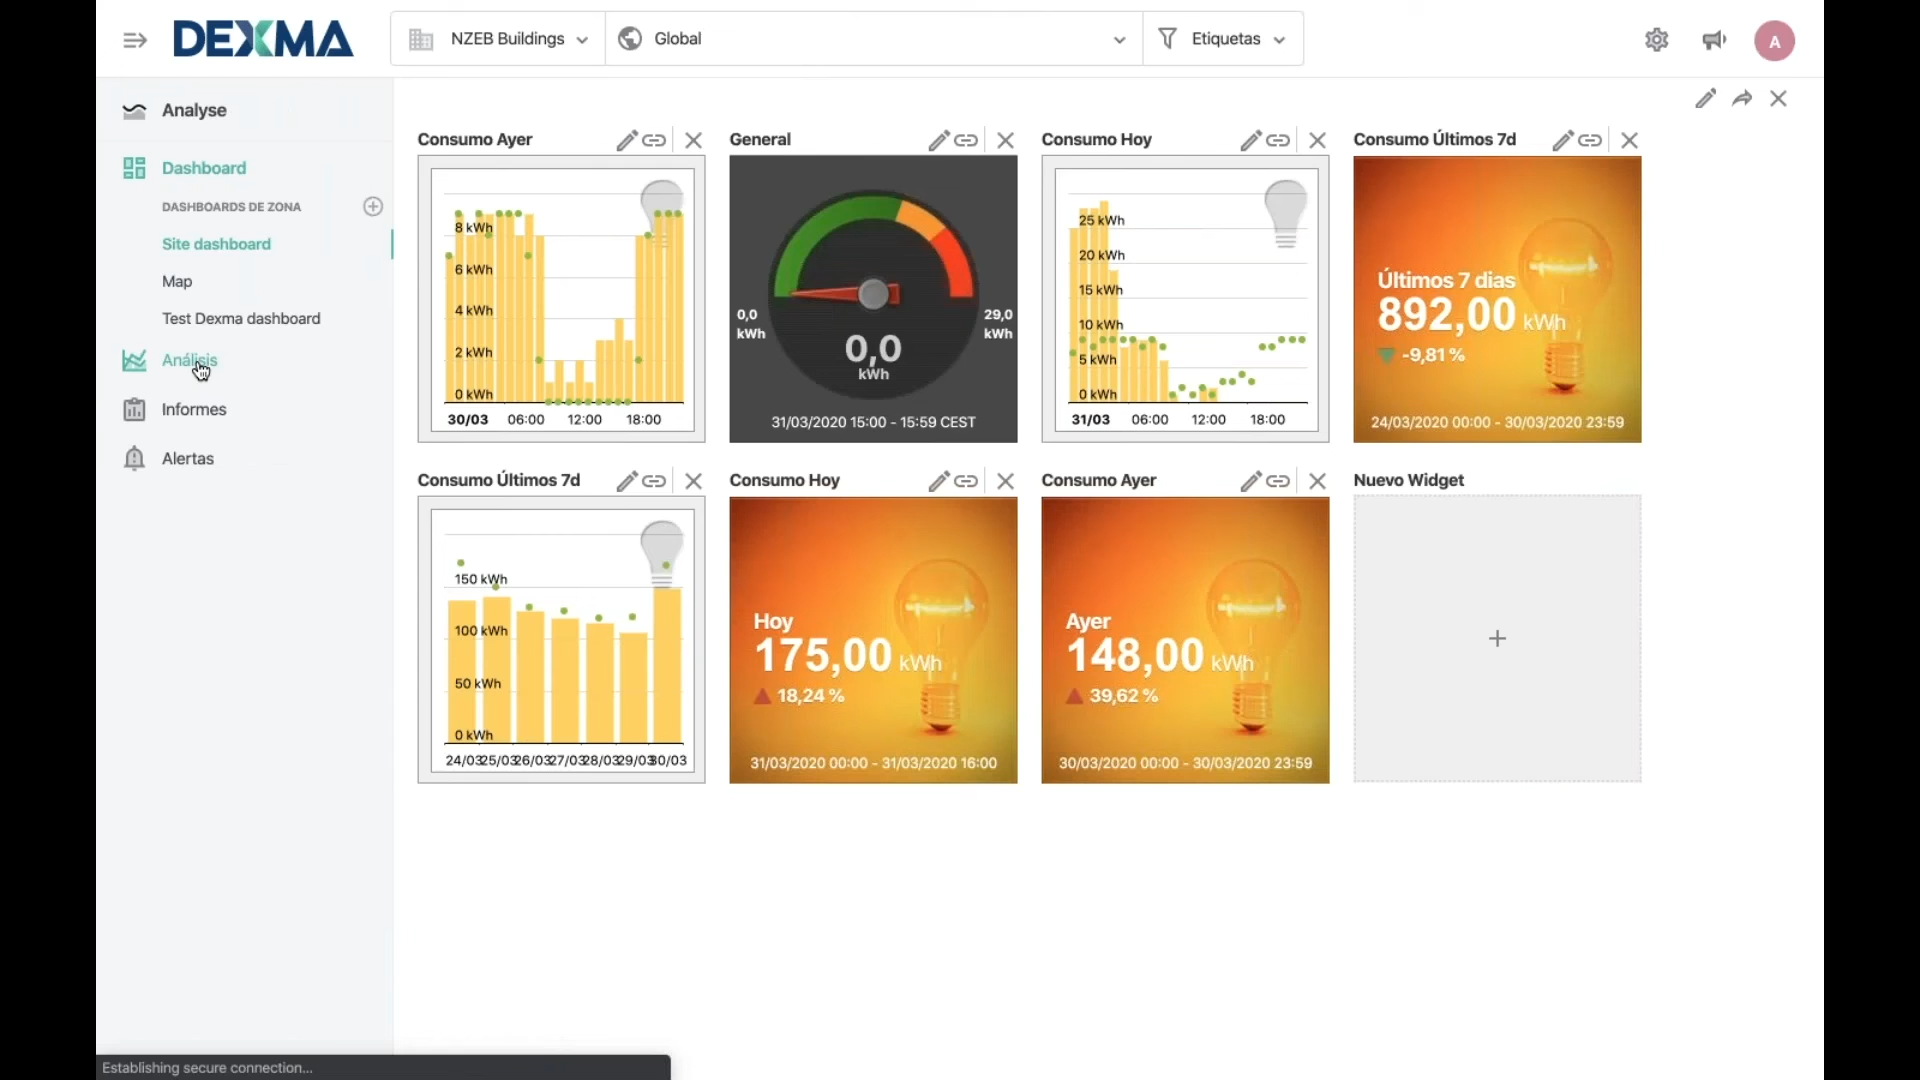 DEXMA
NZEB Buildings
Global
Etiquetas
A
Analyse
Dashboard
DASHBOARDS DE ZONA
Site dashboard
Map
Test Dexma dashboard
Análisis
Informes
Alertas
Consumo Ayer
8 kWh
6 kWh
4 kWh
2 kWh
0 kWh
30/03 06:00 12:00 18:00
General
0,0
kWh
29,0
kWh
0,0
kWh
31/03/2020 15:00 - 15:59 CEST
Consumo Hoy
25 kWh
20 kWh
15 kWh
10 kWh
5 kWh
0 kWh
31/03 06:00 12:00 18:00
Consumo Últimos 7d
Últimos 7 dias
892,00 kWh
-9,81 %
24/03/2020 00:00 - 30/03/2020 23:59
Consumo Últimos 7d
150 kWh
100 kWh
50 kWh
0 kWh
24/03 25/03 26/03 27/03 28/03 29/03 30/03
Consumo Hoy
Hoy
175,00 kWh
18,24 %
31/03/2020 00:00 - 31/03/2020 16:00
Consumo Ayer
Ayer
148,00 kWh
39,62 %
30/03/2020 00:00 - 30/03/2020 23:59
Nuevo Widget
Establishing secure connection...